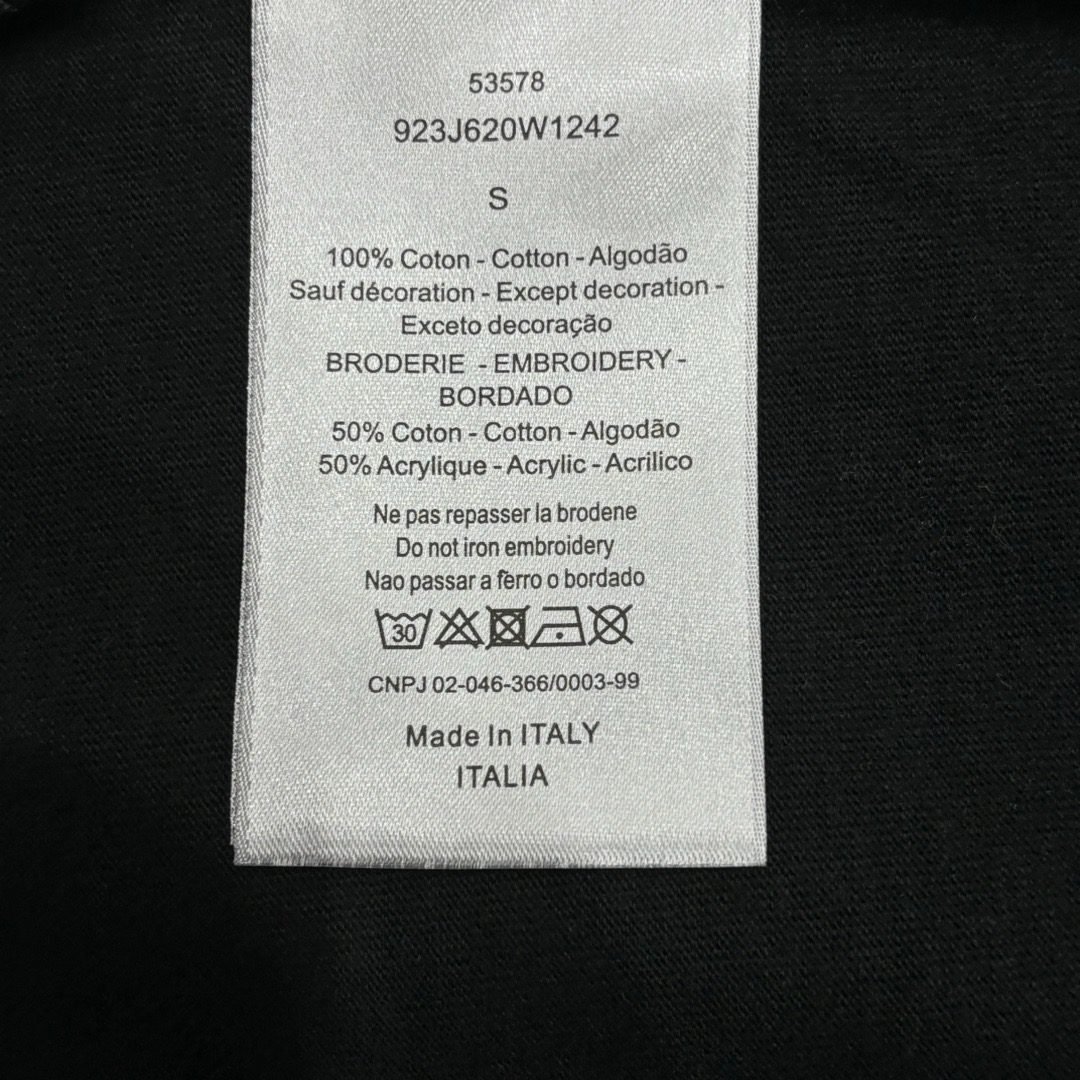 53578
923J620W1242
S
100% Coton - Cotton - Algodão
Sauf décoration - Except decoration -
Exceto decoração
BRODERIE - EMBROIDERY -
BORDADO
50% Coton - Cotton - Algodão
50% Acrylique - Acrylic - Acrilico
Ne pas repasser la brodene
Do not iron embroidery
Nao passar a ferro o bordado
30
CNPJ 02-046-366/0003-99
Made In ITALY
ITALIA